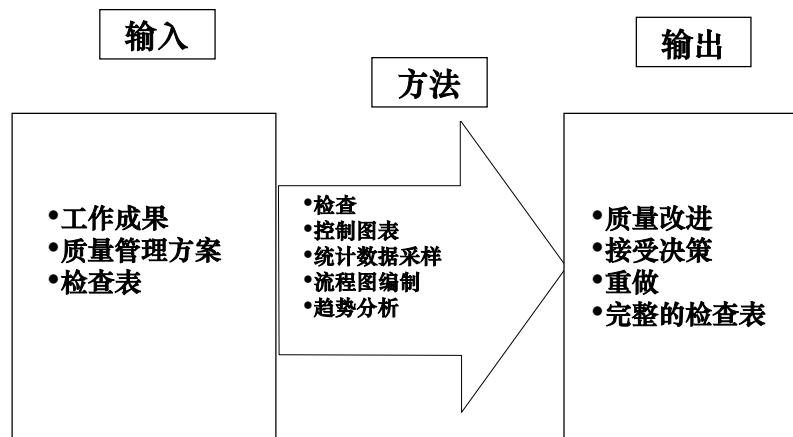 输入
方法
输出
•工作成果
•质量管理方案
•检查表
•检查
•控制图表
•统计数据采样
•流程图编制
•趋势分析
•质量改进
•接受决策
•重做
•完整的检查表